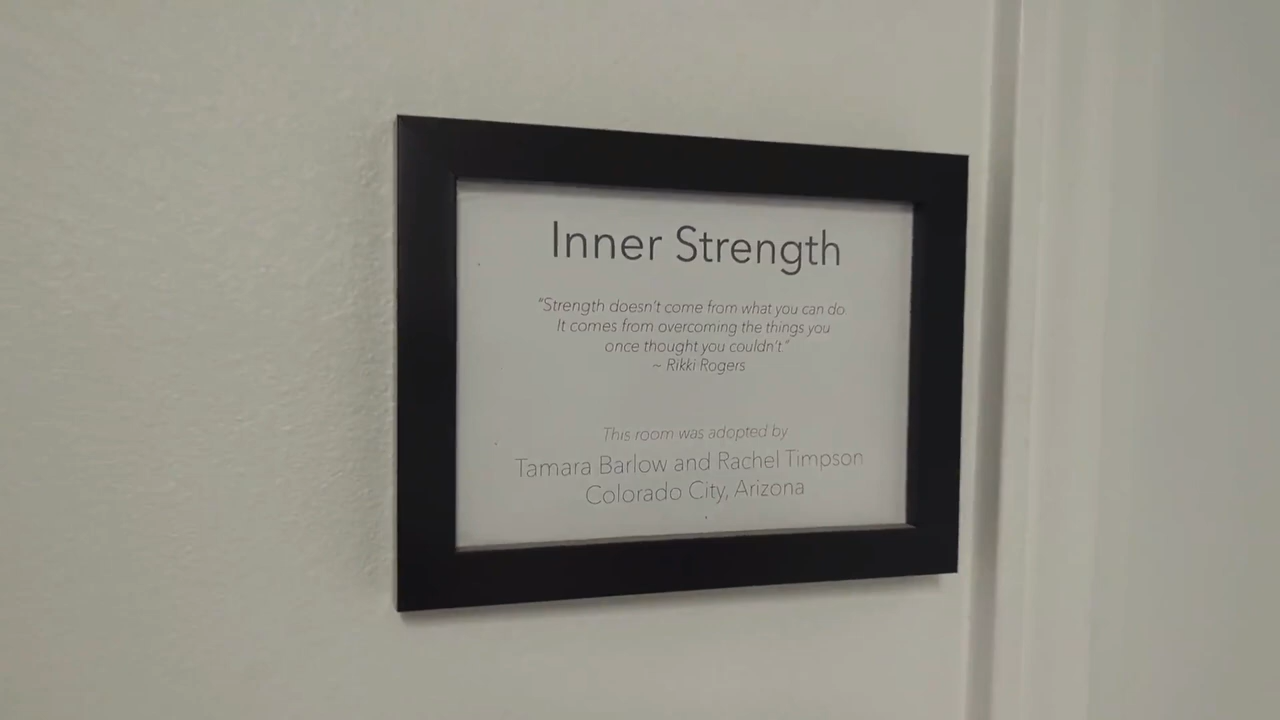 Inner Strength
"Strength doesn't come from what you can do.
It comes from overcoming the things you
once thought you couldn't."
~ Rikki Rogers
This room was adopted by
Tamara Barlow and Rachel Timpson
Colorado City, Arizona